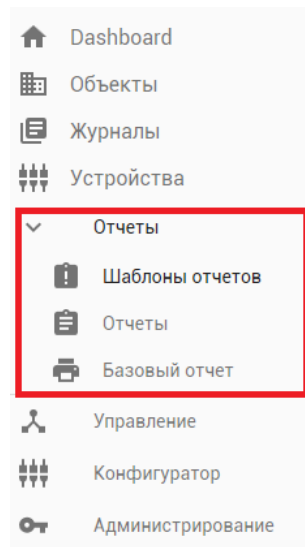 Dashboard
Объекты
Журналы
Устройства
Отчеты
Шаблоны отчетов
Отчеты
Базовый отчет
Управление
Конфигуратор
Администрирование